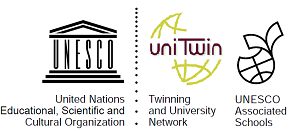 UNESCO
United Nations
Educational, Scientific and
Cultural Organization
uniTwin
Twinning
and University
Network
UNESCO
Associated
Schools